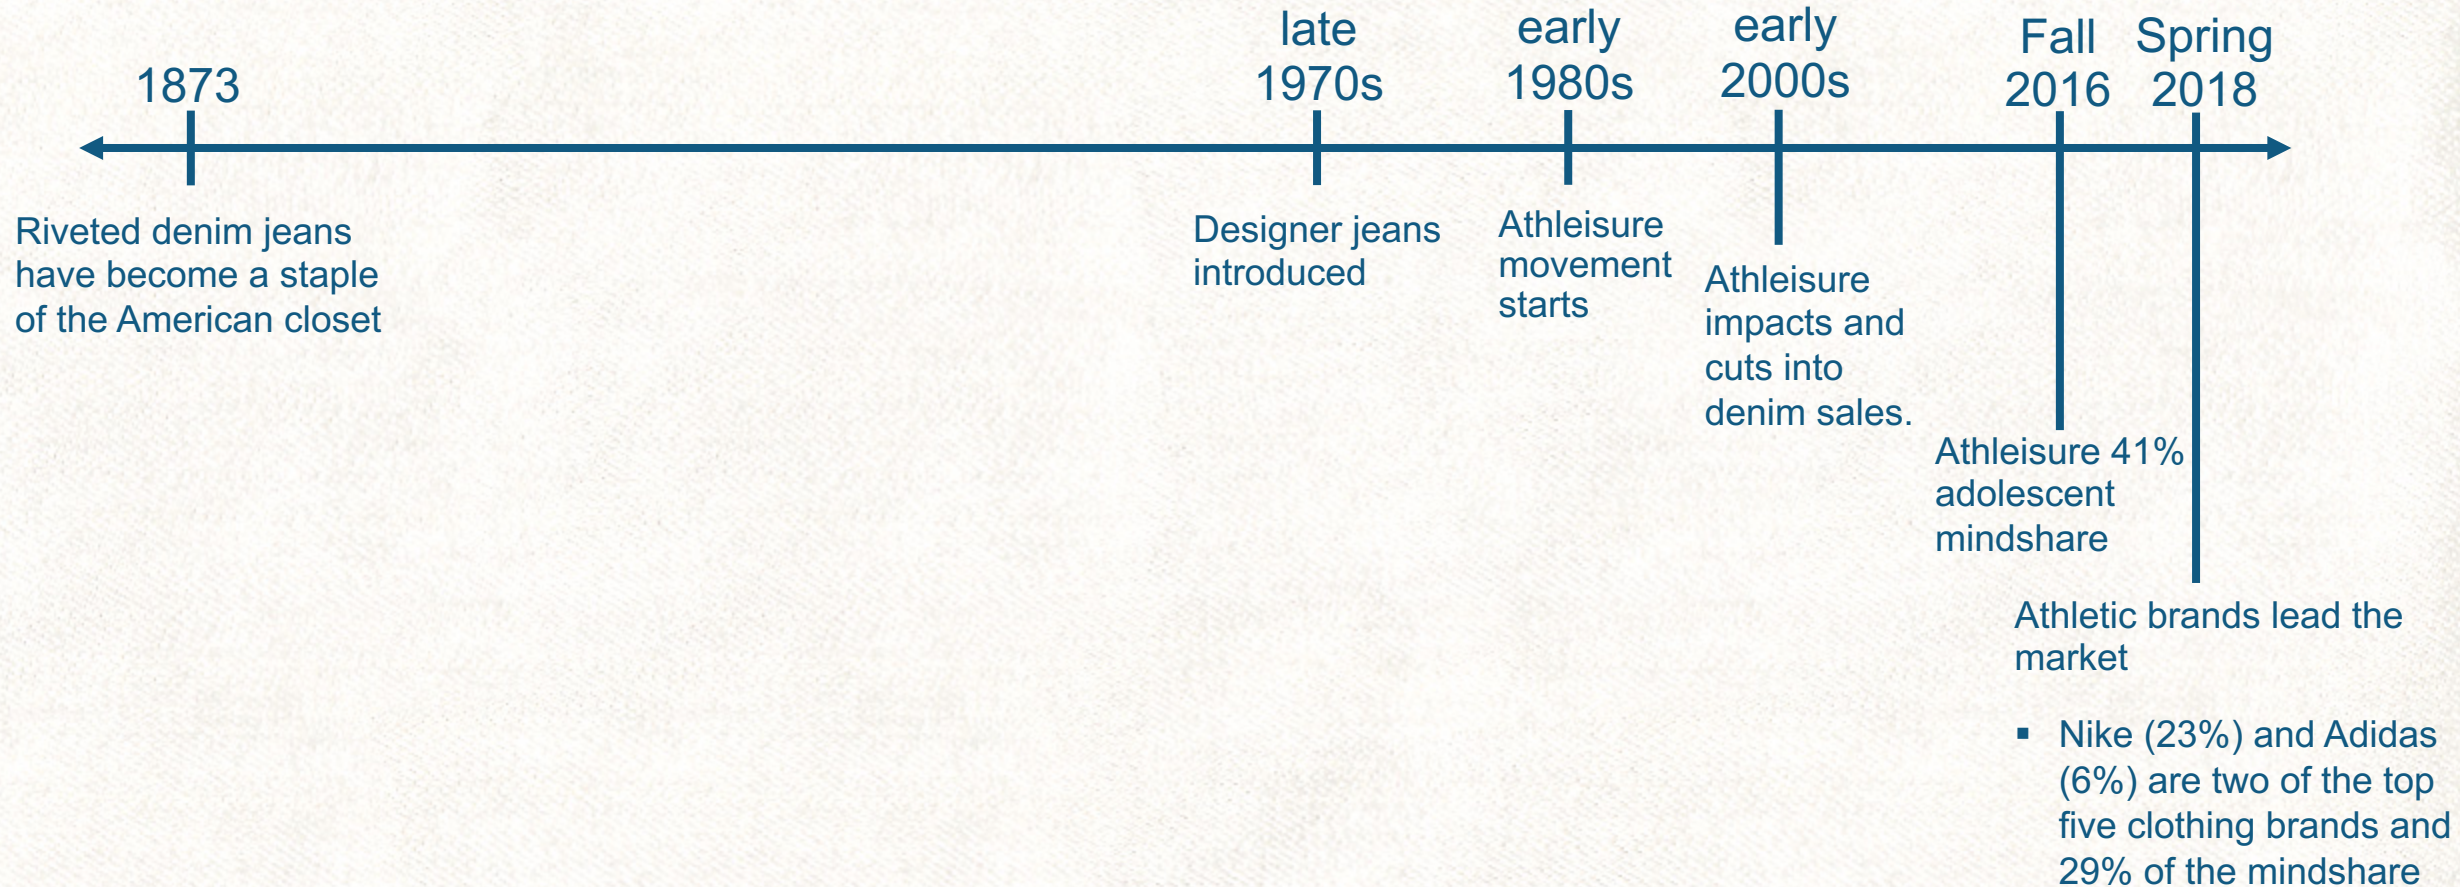 1873
Riveted denim jeans
have become a staple
of the American closet
late
1970s
Designer jeans
introduced
early
1980s
Athleisure
movement
starts
early
2000s
Athleisure
impacts and
cuts into
denim sales.
Fall
2016
Athleisure 41%
adolescent
mindshare
Spring
2018
Athletic brands lead the
market
▪ Nike (23%) and Adidas
(6%) are two of the top
five clothing brands and
29% of the mindshare